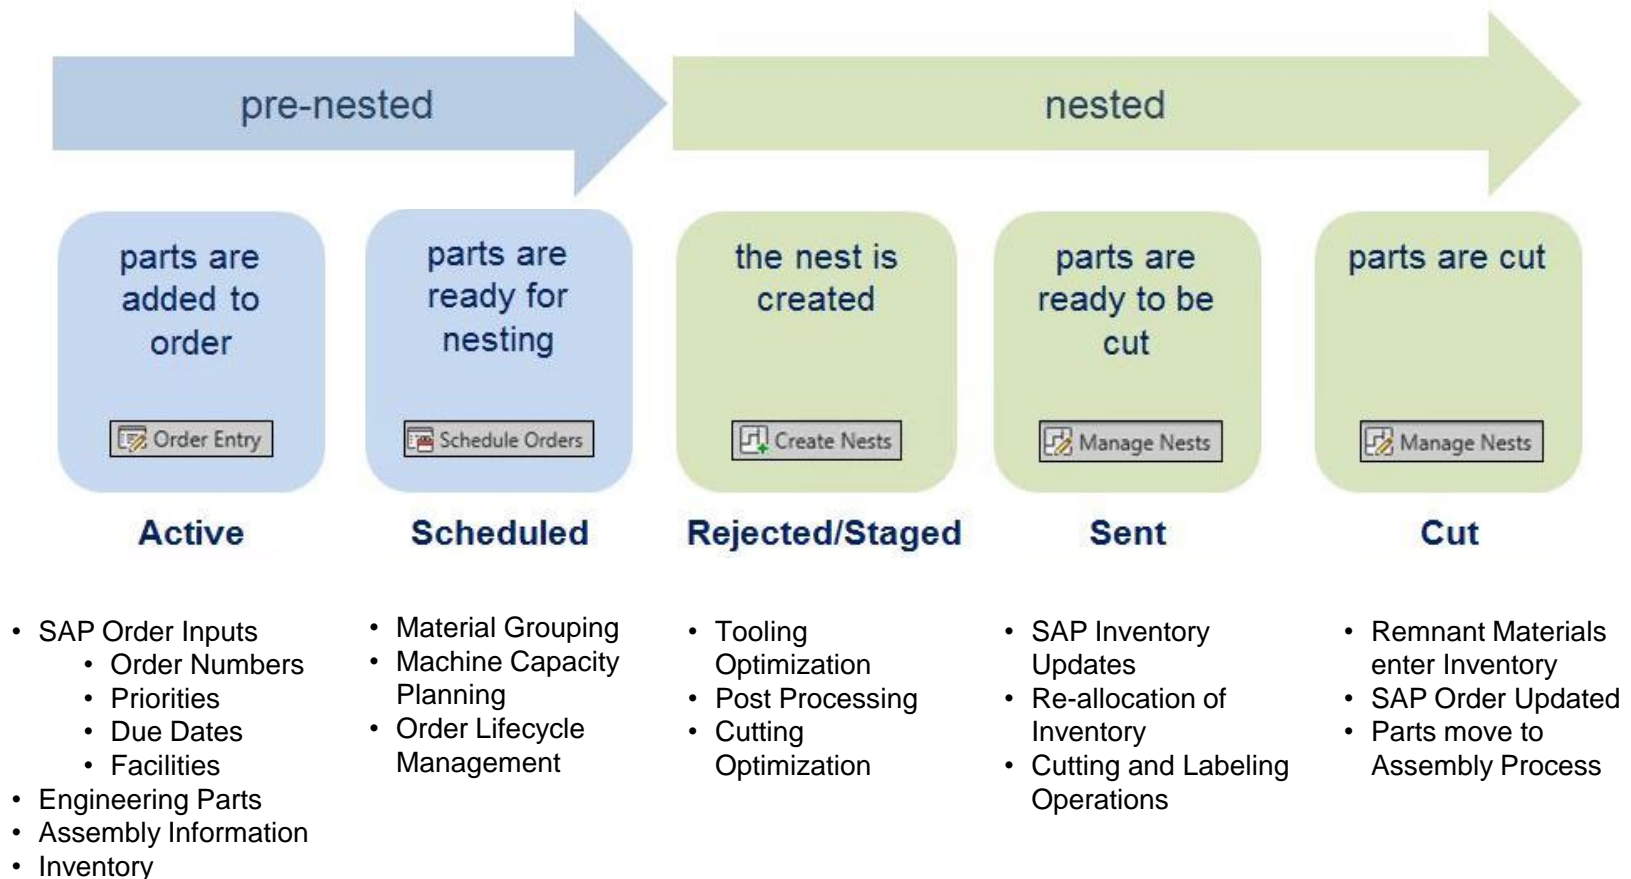 pre-nested
nested
parts are
added to
order
Order Entry
parts are
ready for
nesting
Schedule Orders
the nest is
created
Create Nests
parts are
ready to be
cut
Manage Nests
parts are cut
Manage Nests
Active
Scheduled
Rejected/Staged
Sent
Cut
• SAP Order Inputs
• Order Numbers
• Priorities
• Due Dates
• Facilities
• Engineering Parts
• Assembly Information
• Inventory
• Material Grouping
• Machine Capacity
Planning
• Order Lifecycle
Management
• Tooling
Optimization
• Post Processing
• Cutting
Optimization
• SAP Inventory
Updates
• Re-allocation of
Inventory
• Cutting and Labeling
Operations
• Remnant Materials
enter Inventory
• SAP Order Updated
• Parts move to
Assembly Process